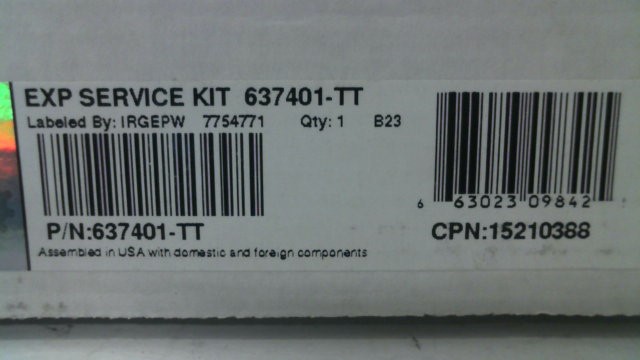 EXP SERVICE KIT 637401-TT
Labeled By: IRGEPW 7754771 Qty: 1 B23
6 63023 09842
P/N:637401-TT
CPN:15210388
Assembled in USA with domestic and foreign components